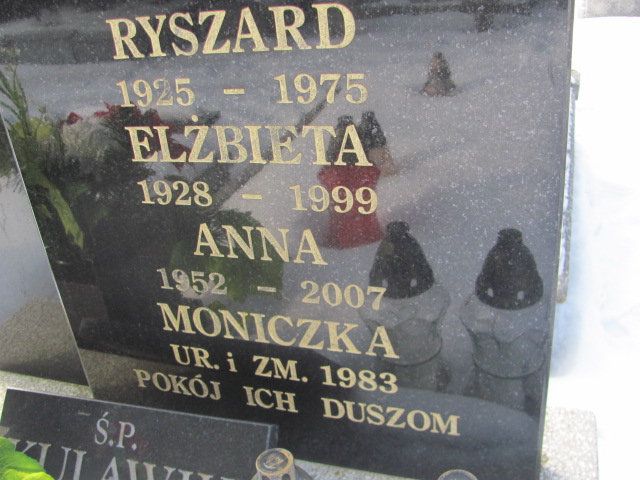 RYSZARD
1925 – 1975
ELŻBIETA
1928 – 1999
ANNA
1952 – 2007
MONICZKA
UR. i ZM. 1983
POKÓJ ICH DUSZOM
Ś.P.